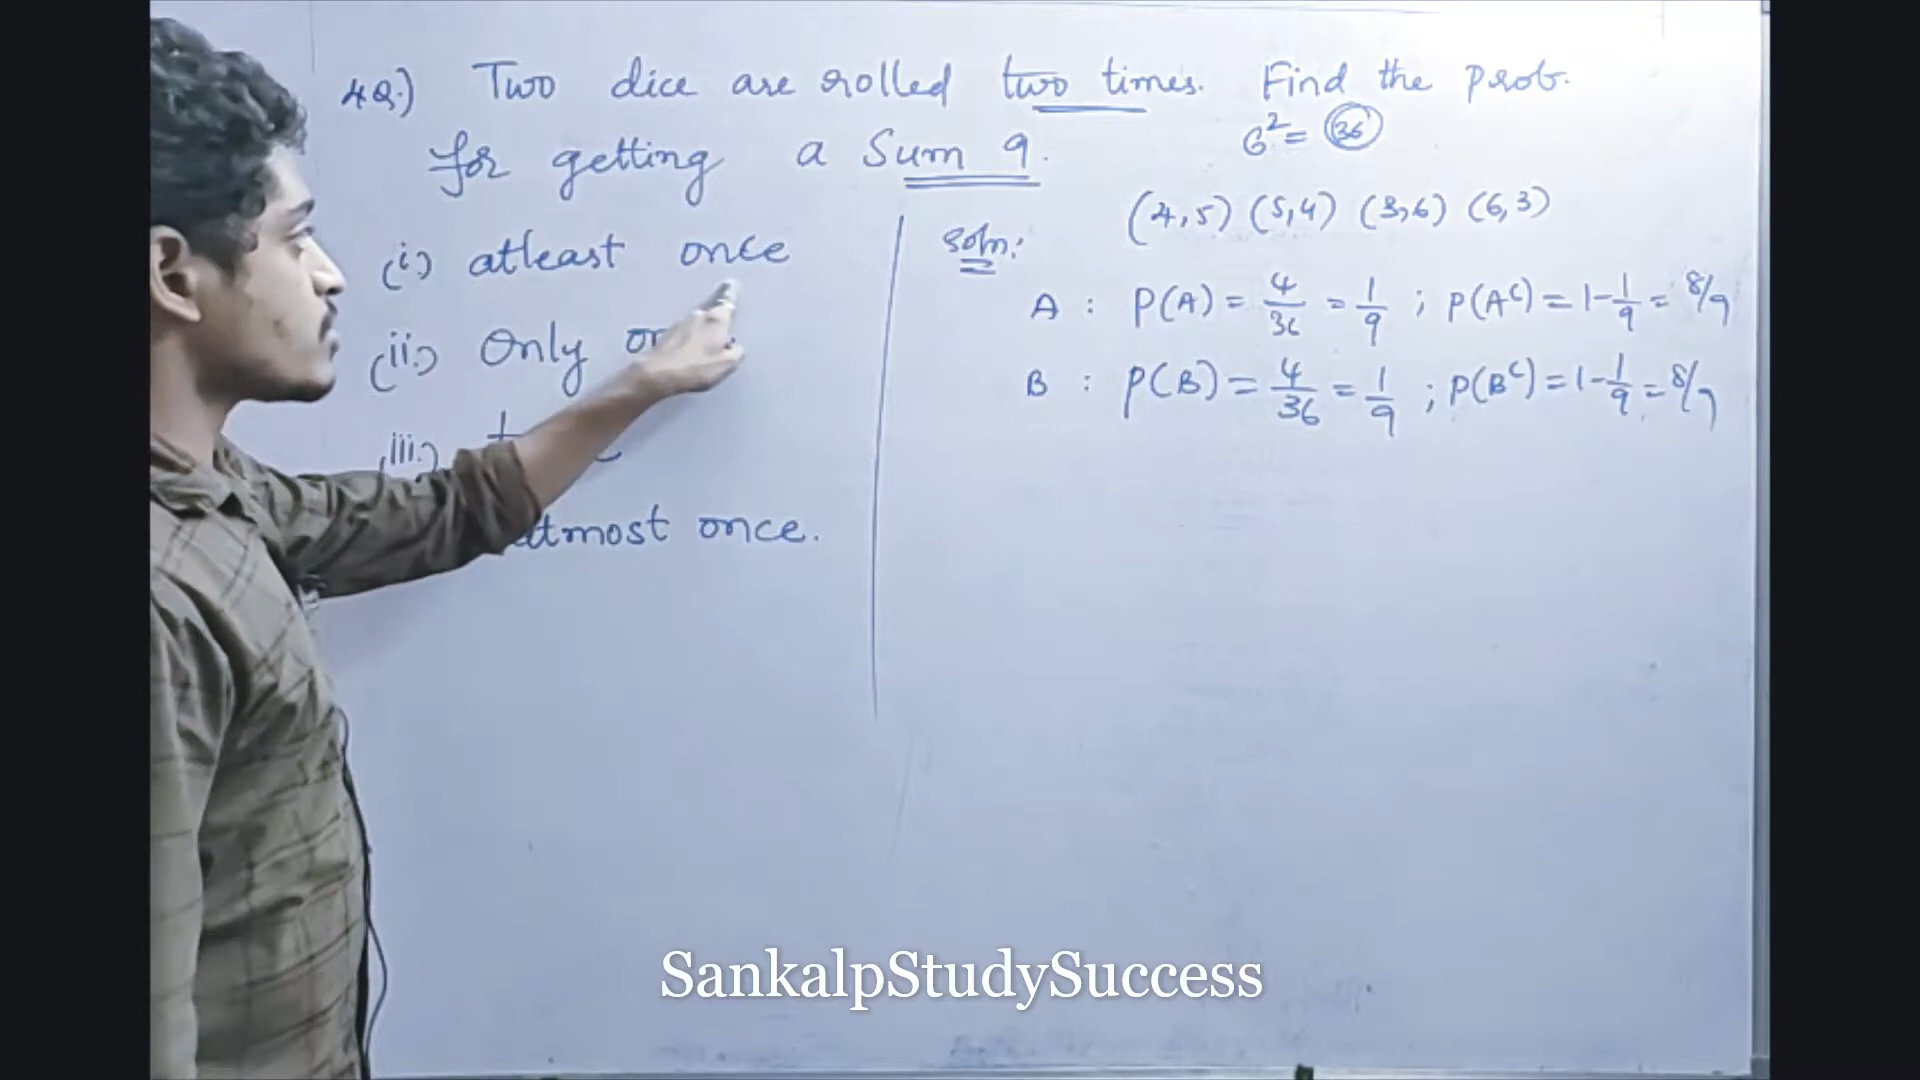 4Q.) Two dice are rolled two times. Find the prob.
for getting a Sum 9.
6² = 36
(4,5) (5,4) (3,6) (6,3)
(i) atleast once
Soln:
A : P(A) = 4/36 = 1/9 ; P(Aᶜ) = 1-1/9 = 8/9
(ii.) Only
B : P(B) = 4/36 = 1/9 ; P(Bᶜ) = 1-1/9 = 8/9
iii.)
atmost once.
SankalpStudySuccess